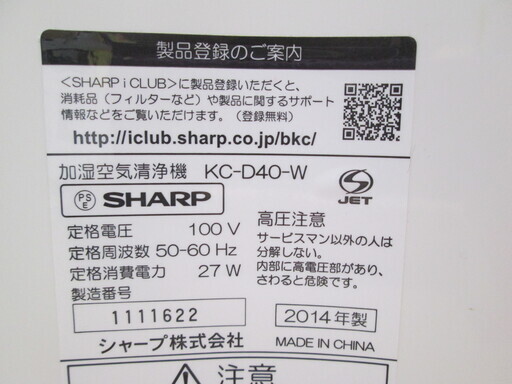 製品登録のご案内
<SHARP i CLUB>に製品登録いただくと、
消耗品（フィルターなど）や製品に関するサポート
情報などをご覧いただけます。（登録無料）
http://iclub.sharp.co.jp/bkc/
加湿空気清浄機 KC-D40-W
PS E SHARP
JET
定格電圧 100 V
定格周波数 50-60 Hz
定格消費電力 27 W
製造番号
1111622
シャープ株式会社
高圧注意
サービスマン以外の人は
分解しない。
内部に高電圧部があり、
さわると危険です。
2014年製
MADE IN CHINA
注意